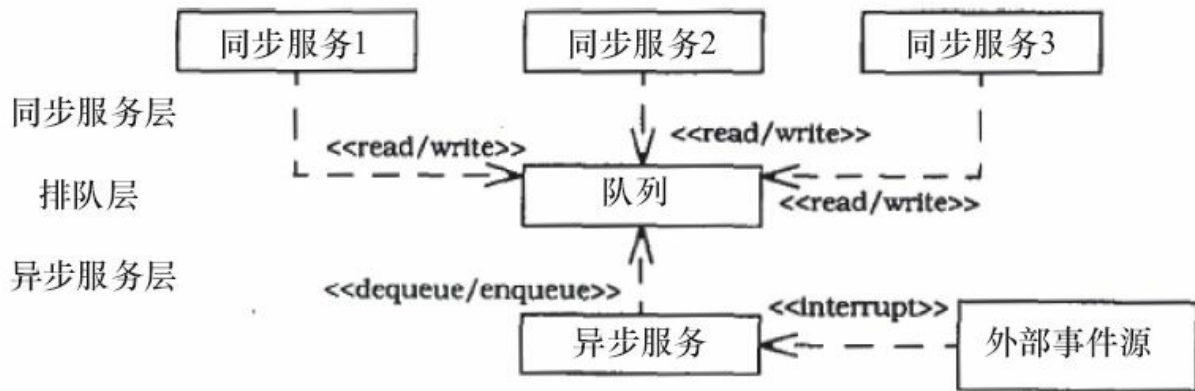 同步服务1
同步服务2
同步服务3
同步服务层
<<read/write>>
<<read/write>>
排队层
队列
<<read/write>>
异步服务层
<<dequeue/enqueue>>
<<interrupt>>
异步服务
外部事件源